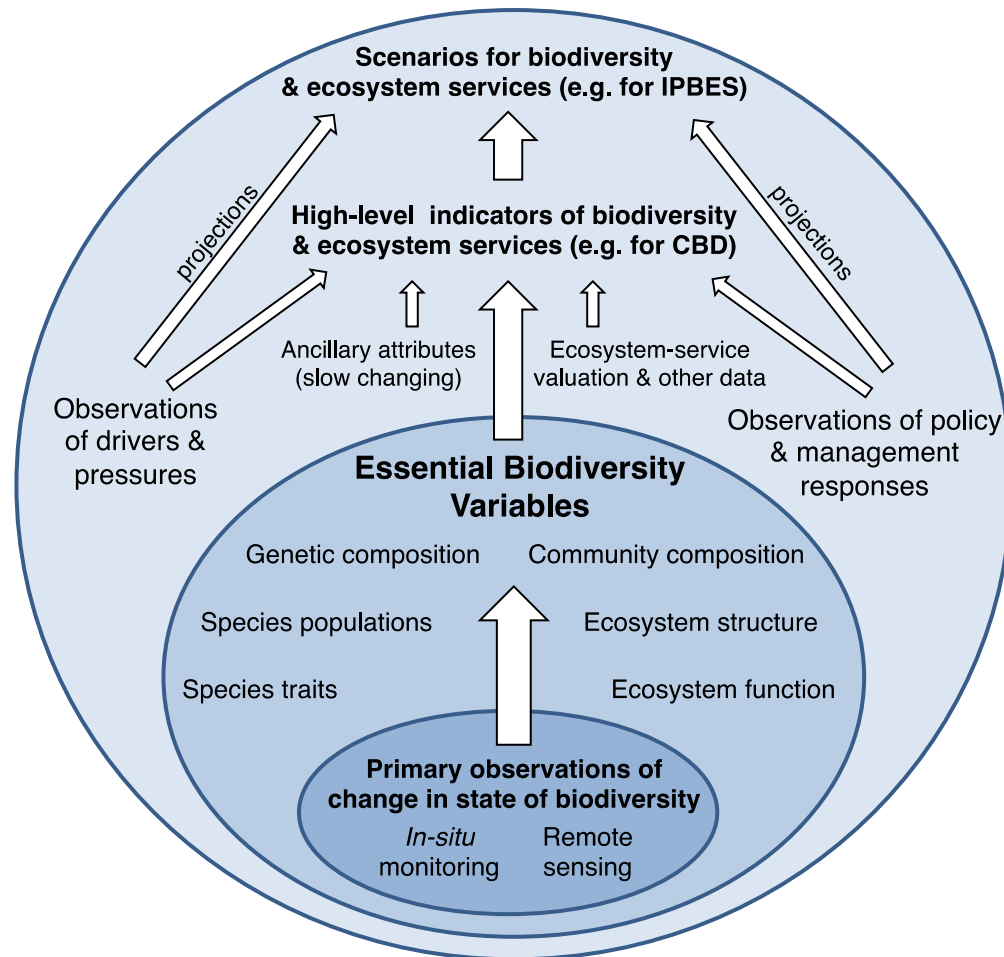 Scenarios for biodiversity
& ecosystem services (e.g. for IPBES)
projections
projections
High-level indicators of biodiversity
& ecosystem services (e.g. for CBD)
Ancillary attributes
(slow changing)
Ecosystem-service
valuation & other data
Observations
of drivers &
pressures
Observations of policy
& management
responses
Essential Biodiversity
Variables
Genetic composition
Community composition
Species populations
Ecosystem structure
Species traits
Ecosystem function
Primary observations of
change in state of biodiversity
In-situ
monitoring
Remote
sensing